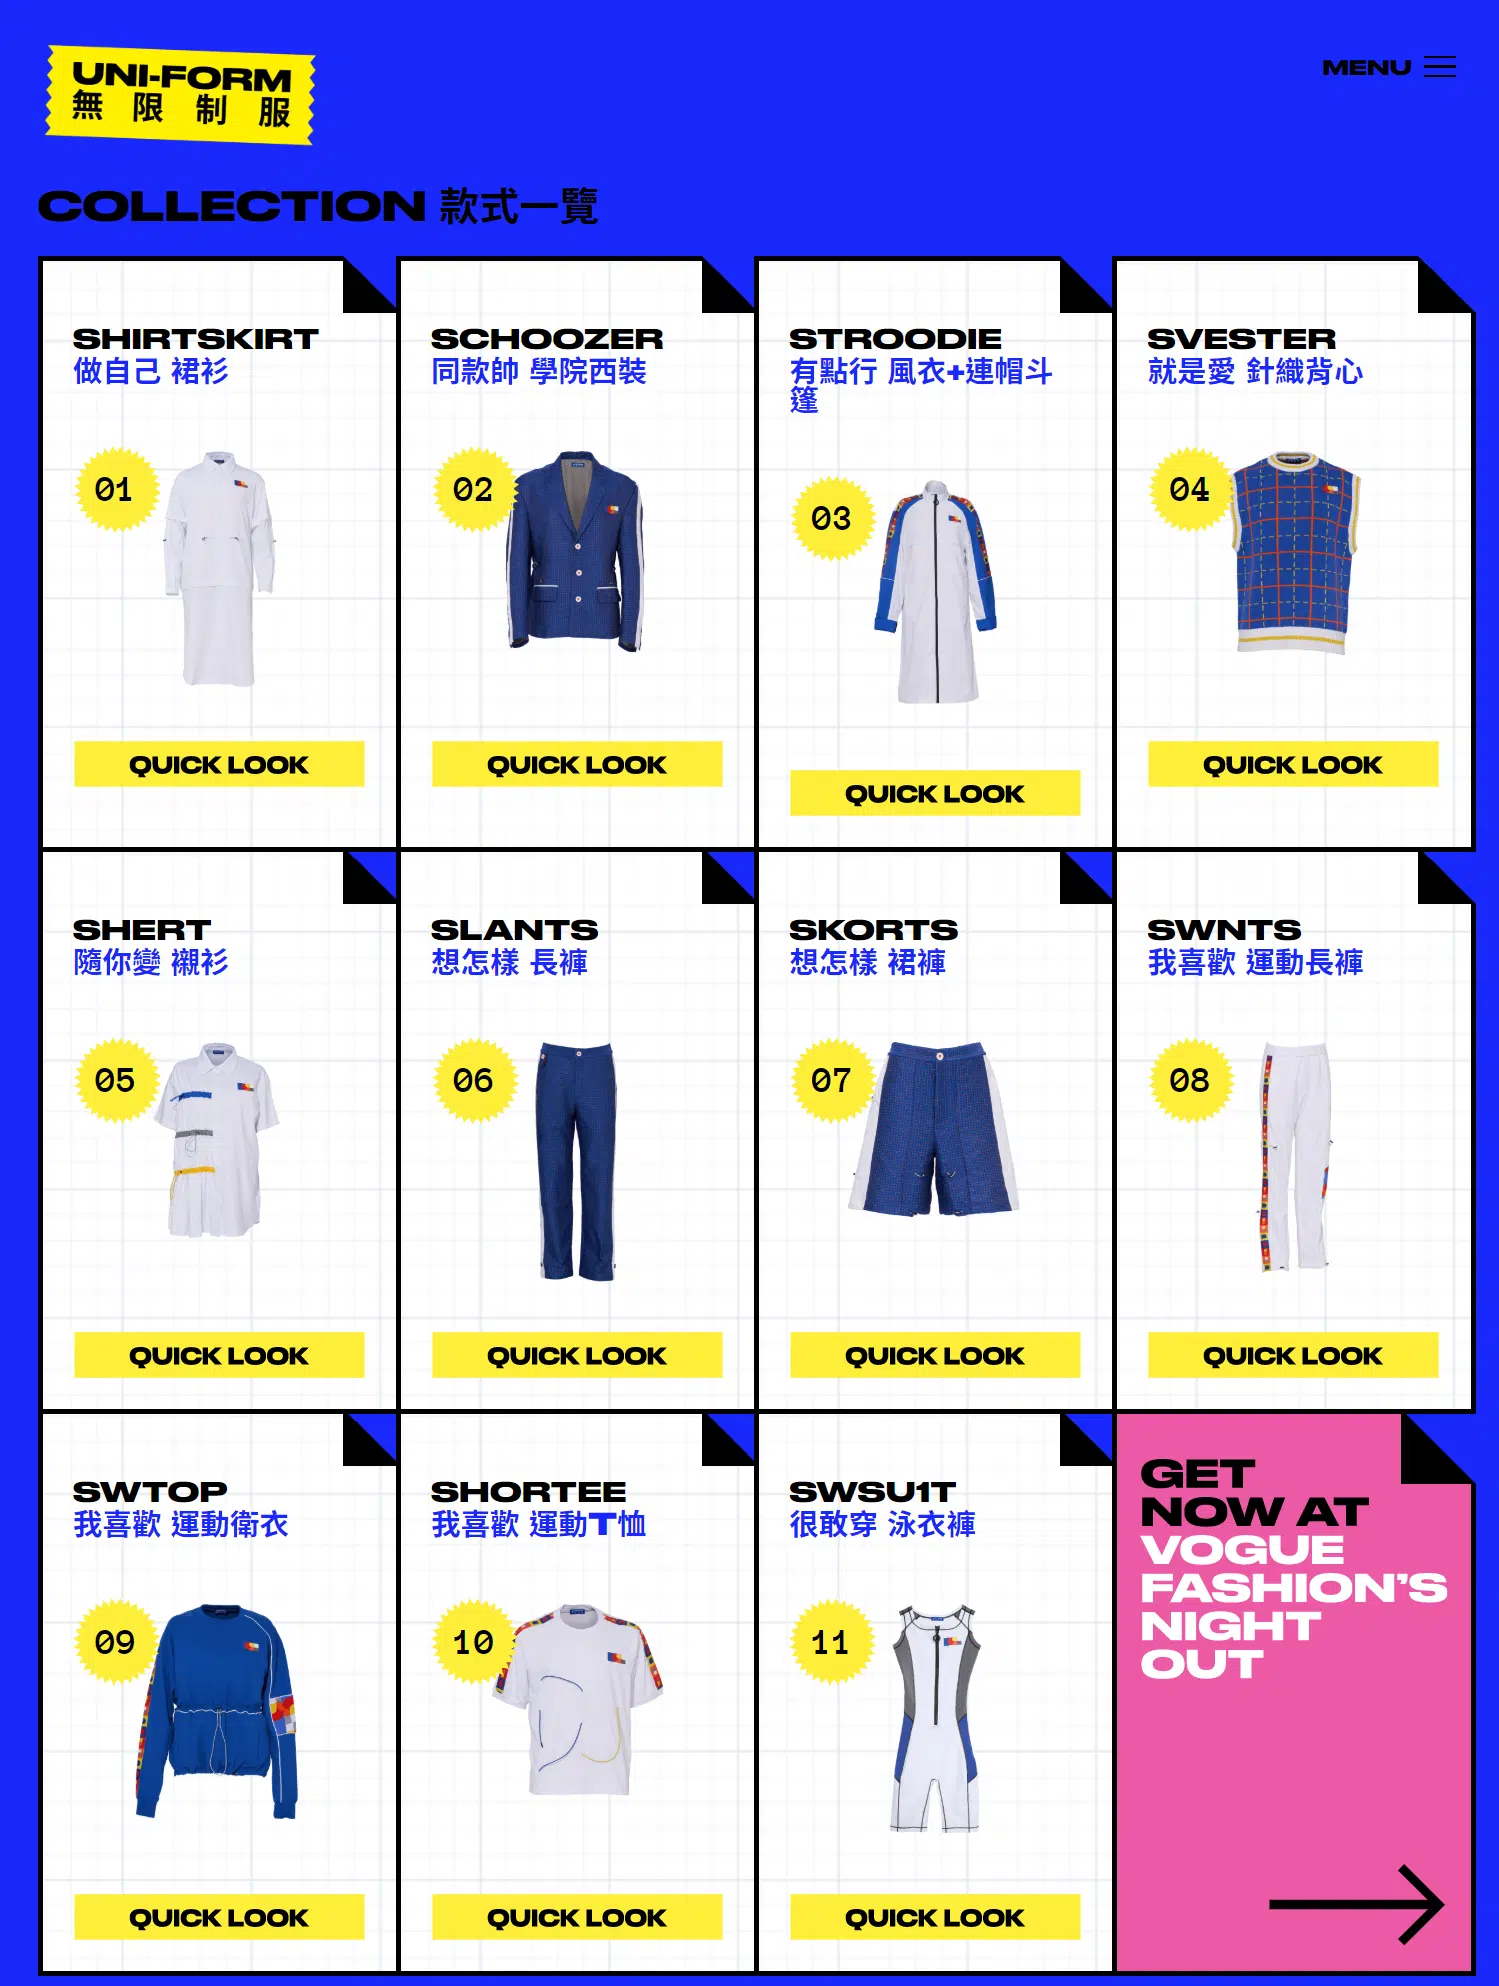 UNI-FORM
無限制服
MENU
COLLECTION 款式一覽
SHIRTSKIRT
做自己 裙衫
01
QUICK LOOK
SCHOOZER
同款帥 學院西裝
02
QUICK LOOK
STROODIE
有點行 風衣+連帽斗
篷
03
QUICK LOOK
SVESTER
就是愛 針織背心
04
QUICK LOOK
SHERT
隨你變 襯衫
05
QUICK LOOK
SLANTS
想怎樣 長褲
06
QUICK LOOK
SKORTS
想怎樣 裙褲
07
QUICK LOOK
SWNTS
我喜歡 運動長褲
08
QUICK LOOK
SWTOP
我喜歡 運動衛衣
09
QUICK LOOK
SHORTEE
我喜歡 運動T恤
10
QUICK LOOK
SWSU1T
很敢穿 泳衣褲
11
QUICK LOOK
GET
NOW AT
VOGUE
FASHION’S
NIGHT
OUT